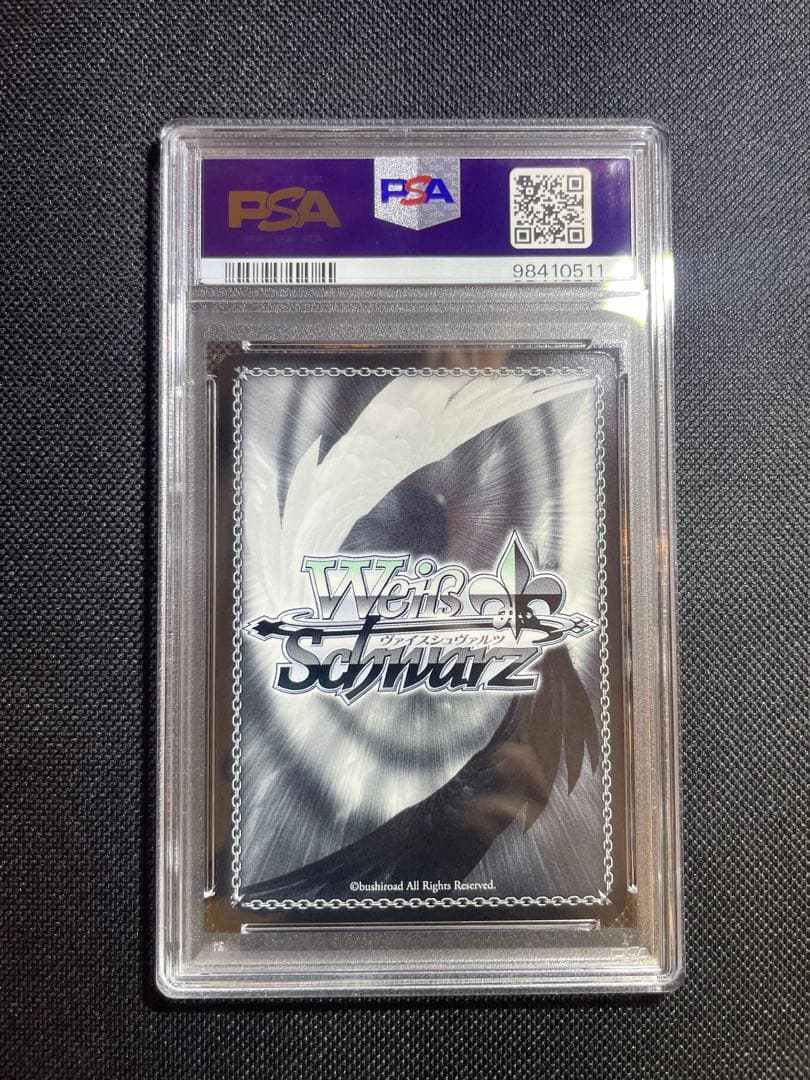 PSA
PSA
98410511
Weiß
ヴァイスシュヴァルツ
Schwarz
©bushiroad All Rights Reserved.